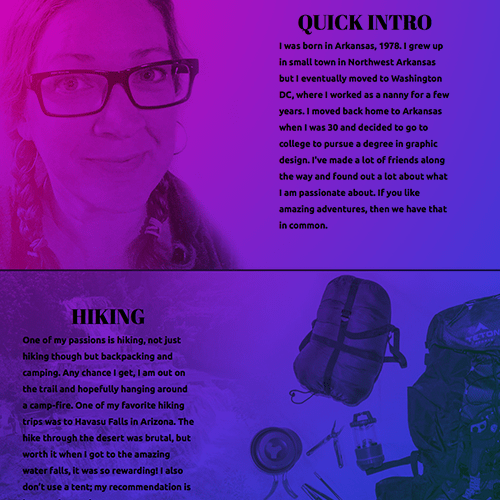 QUICK INTRO
I was born in Arkansas, 1978. I grew up
in small town in Northwest Arkansas
but I eventually moved to Washington
DC, where I worked as a nanny for a few
years. I moved back home to Arkansas
when I was 30 and decided to go to
college to pursue a degree in graphic
design. I've made a lot of friends along
the way and found out a lot about what
I am passionate about. If you like
amazing adventures, then we have that
in common.
HIKING
One of my passions is hiking, not just
hiking though but backpacking and
camping. Any chance I get, I am out on
the trail and hopefully hanging around
a camp-fire. One of my favorite hiking
trips was to Havasu Falls in Arizona. The
hike through the desert was brutal, but
worth it when I got to the amazing
water falls, it was so rewarding! I also
don't use a tent; my recommendation is
TETON